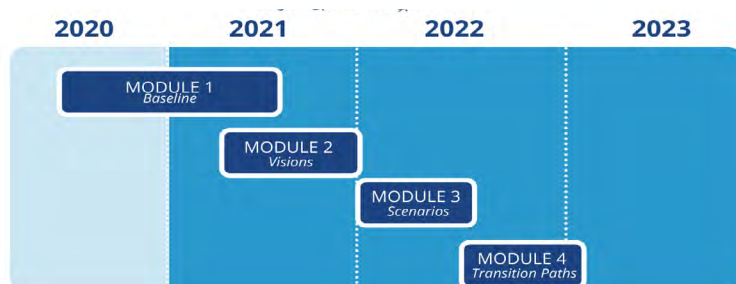 2020 2021 2022 2023
MODULE 1
Baseline
MODULE 2
Visions
MODULE 3
Scenarios
MODULE 4
Transition Paths